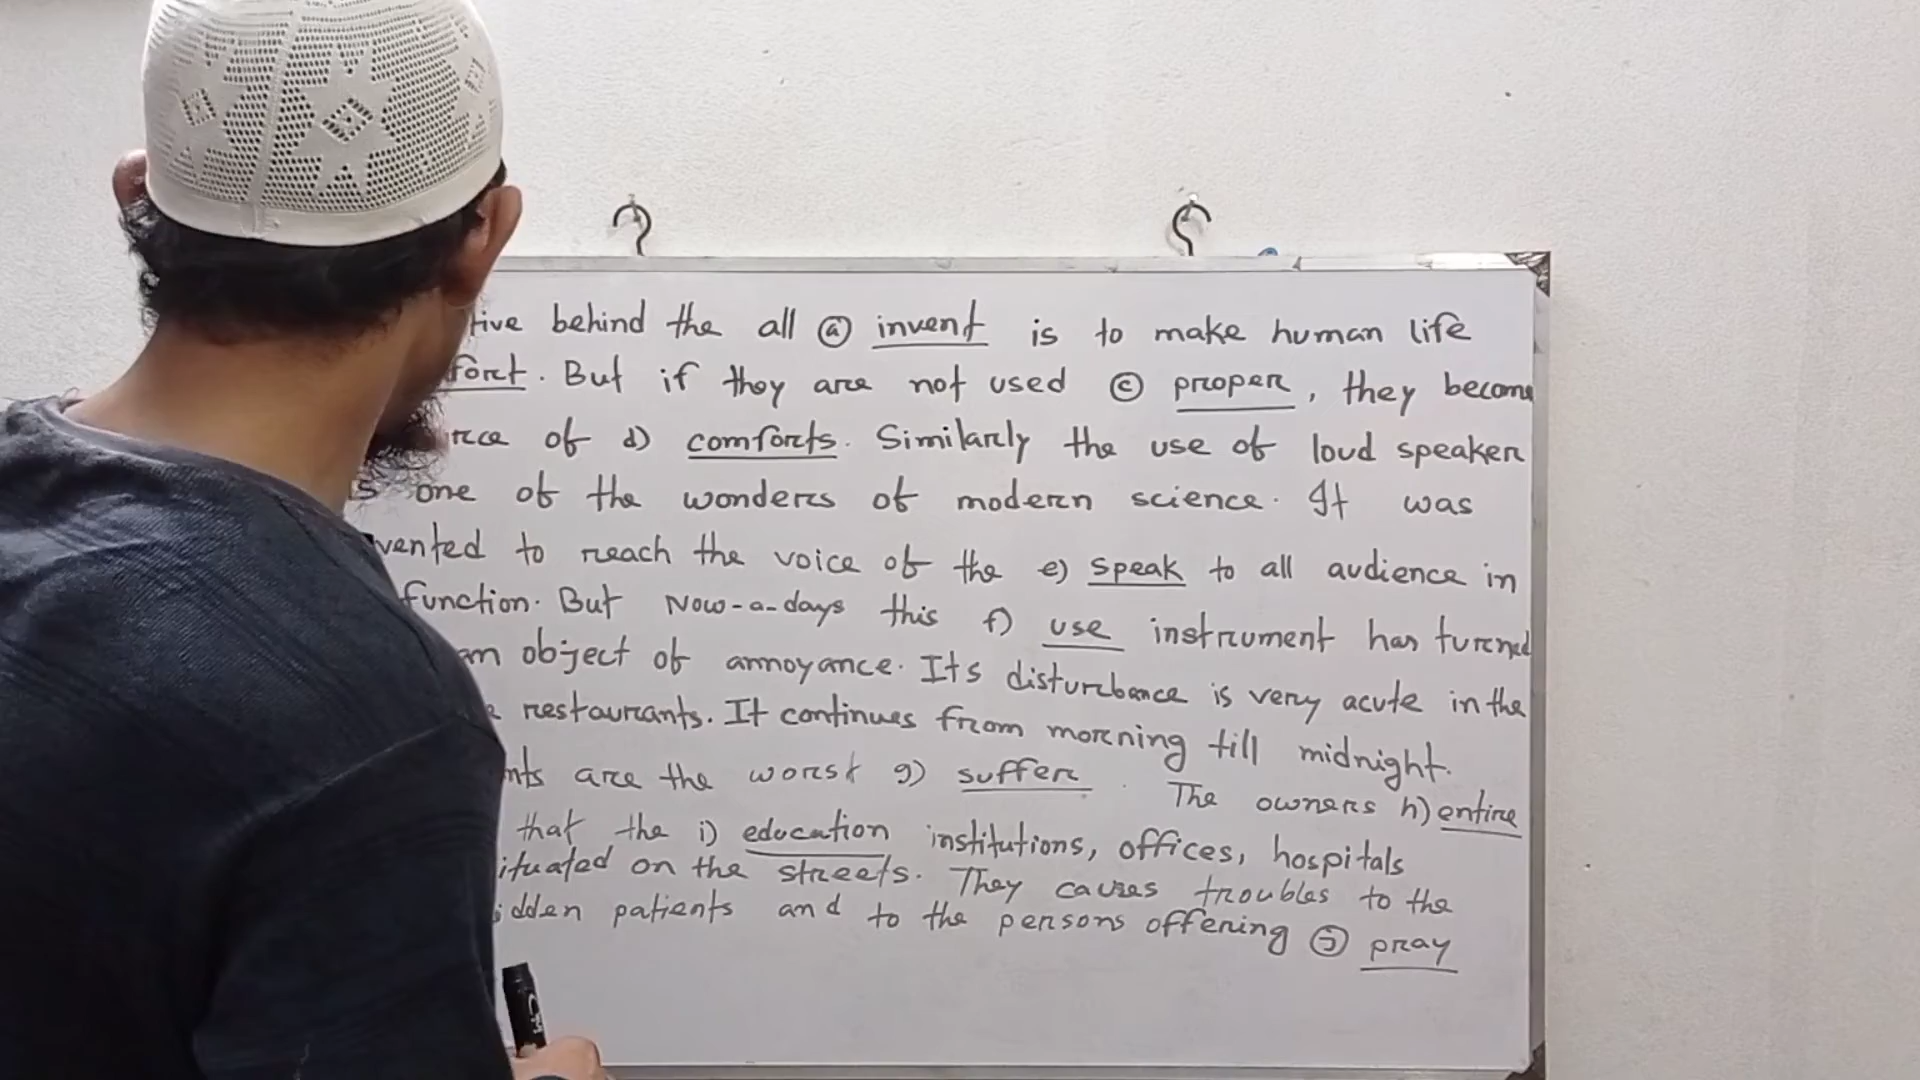 tive behind the all ⓐ invent is to make human life
fort. But if they are not used ⓒ proper, they become
rce of d) comforts. Similarly the use of loud speaker
s one of the wonders of modern science. It was
vented to reach the voice of the e) speak to all audience in
function. But Now-a-days this f) use instrument has turned
an object of annoyance. Its disturbance is very acute in the
restaurants. It continues from morning till midnight.
nts are the worst g) suffer. The owners h) entire
that the i) education institutions, offices, hospitals
ituated on the streets. They causes troubles to the
idden patients and to the persons offering ⓙ pray